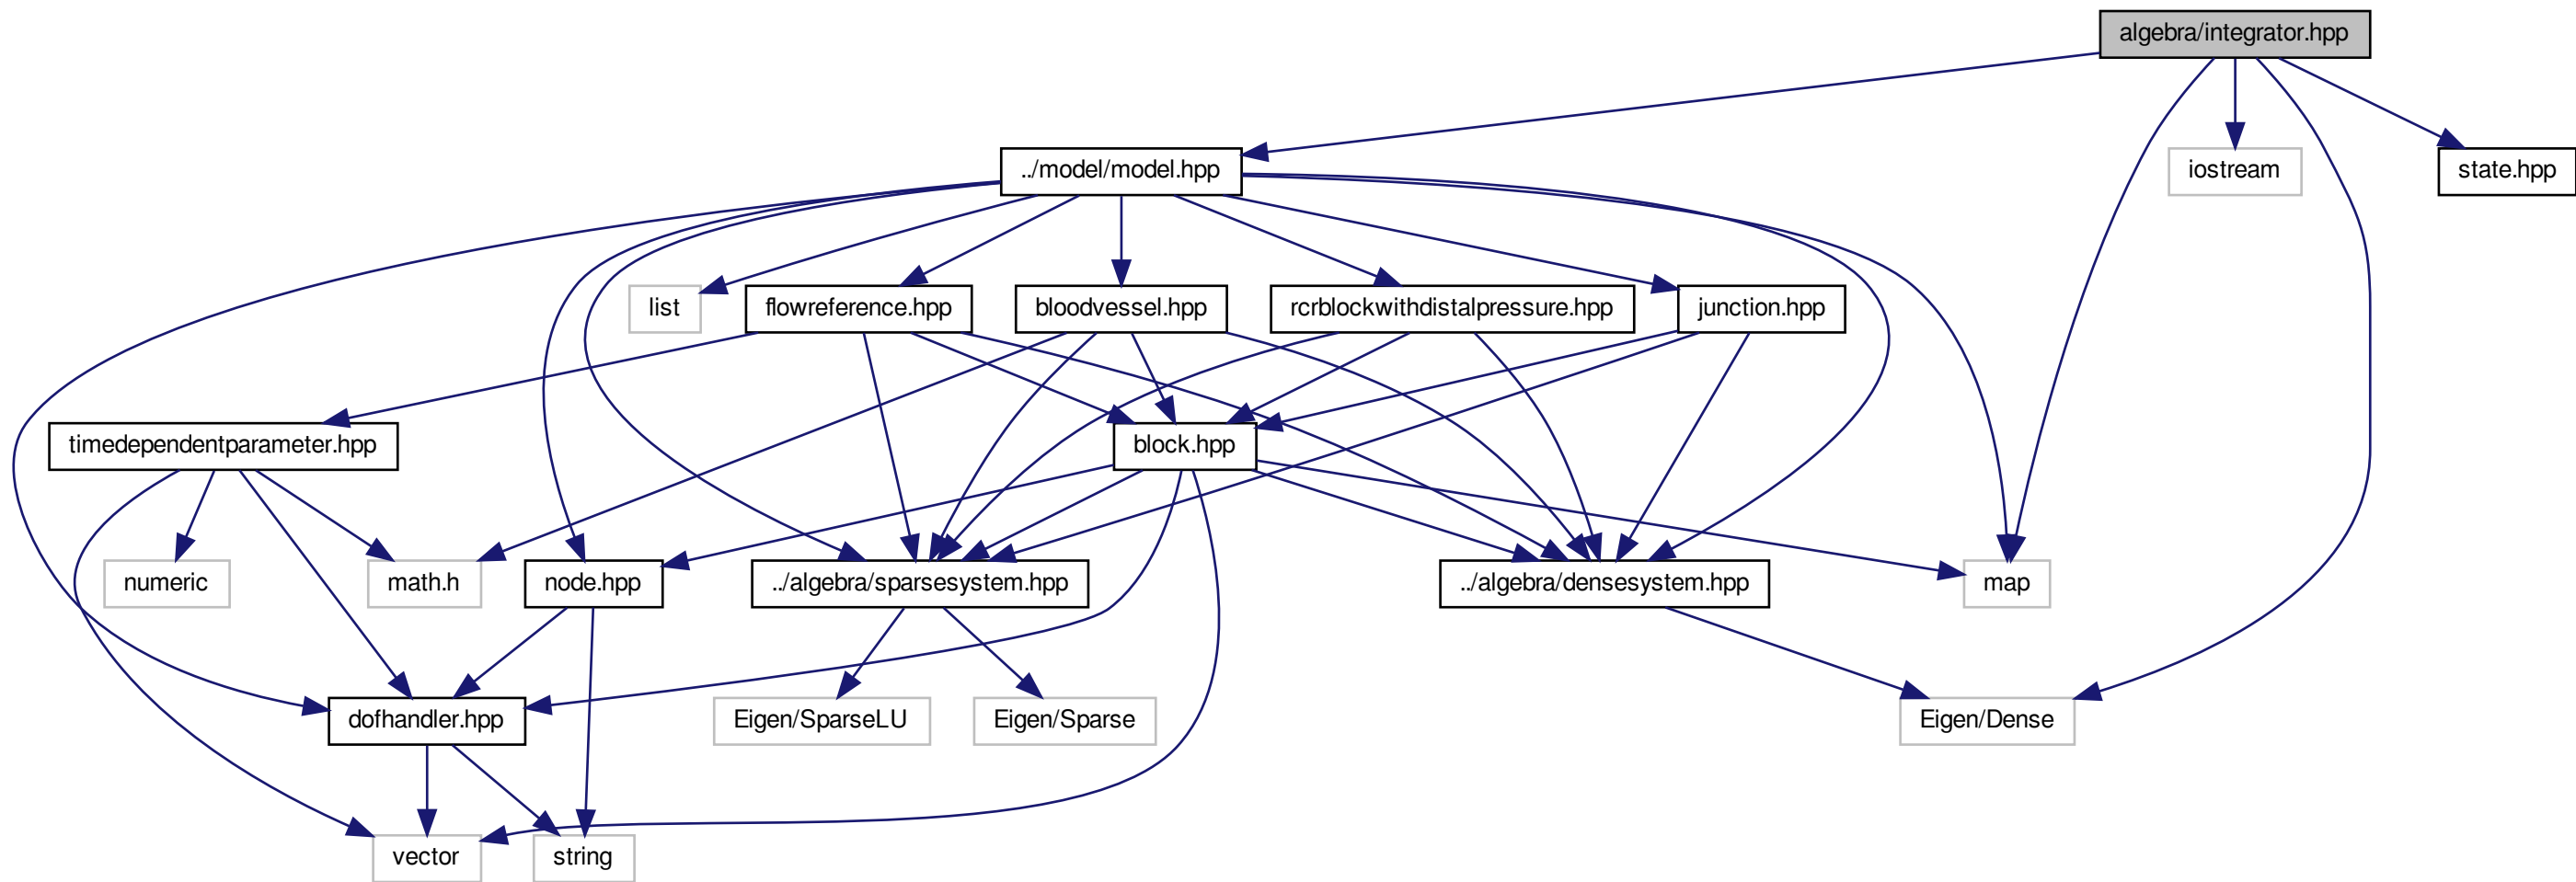 algebra/integrator.hpp
../model/model.hpp
iostream
state.hpp
list
flowreference.hpp
bloodvessel.hpp
rcrblockwithdistalpressure.hpp
junction.hpp
timedependentparameter.hpp
block.hpp
numeric
math.h
node.hpp
../algebra/sparsesystem.hpp
../algebra/densesystem.hpp
map
dofhandler.hpp
Eigen/SparseLU
Eigen/Sparse
Eigen/Dense
vector
string